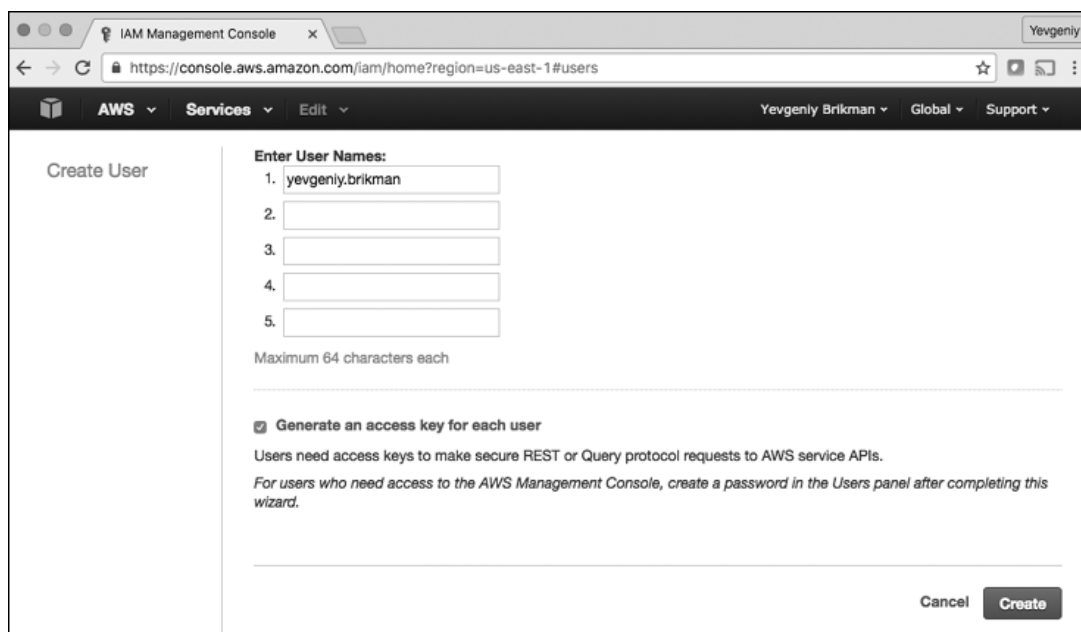 IAM Management Console
Yevgeniy
https://console.aws.amazon.com/iam/home?region=us-east-1#users
AWS Services Edit Yevgeniy Brikman Global Support
Create User
Enter User Names:
1. yevgeniy.brikman
2.
3.
4.
5.
Maximum 64 characters each
Generate an access key for each user
Users need access keys to make secure REST or Query protocol requests to AWS service APIs.
For users who need access to the AWS Management Console, create a password in the Users panel after completing this
wizard.
Cancel Create